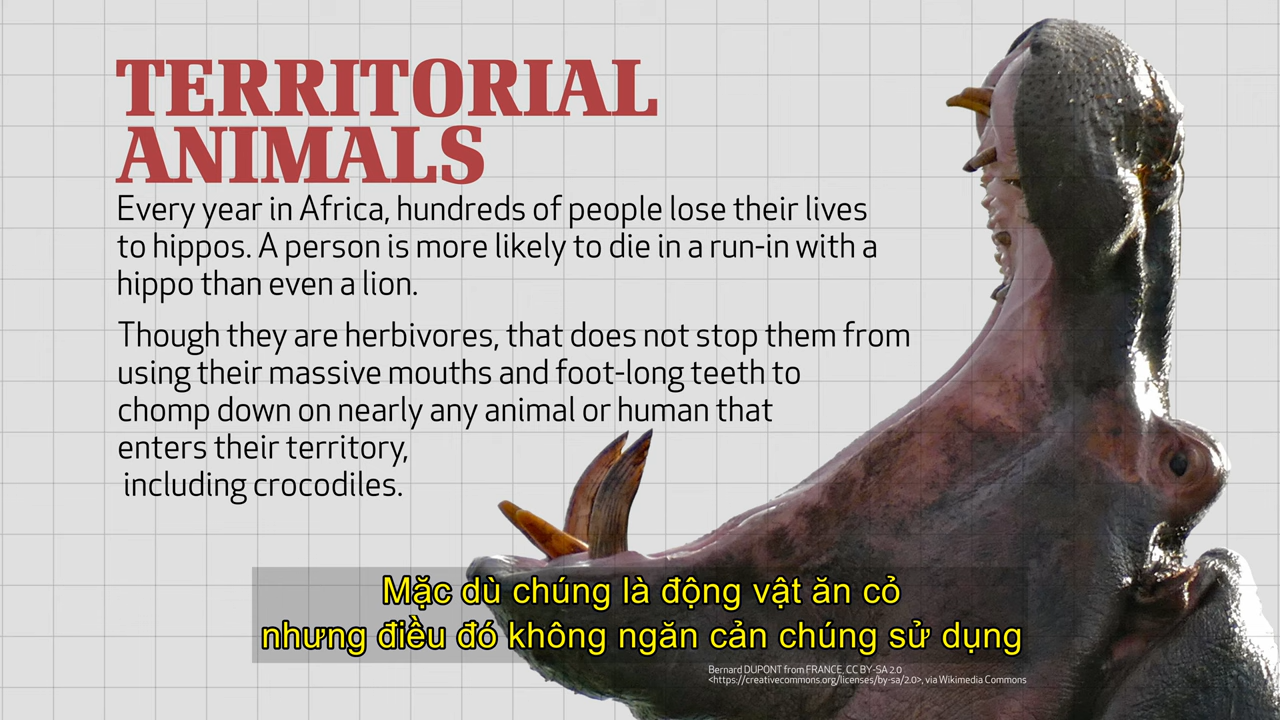 TERRITORIAL
ANIMALS
Every year in Africa, hundreds of people lose their lives
to hippos. A person is more likely to die in a run-in with a
hippo than even a lion.
Though they are herbivores, that does not stop them from
using their massive mouths and foot-long teeth to
chomp down on nearly any animal or human that
enters their territory,
including crocodiles.
Mặc dù chúng là động vật ăn cỏ
nhưng điều đó không ngăn cản chúng sử dụng
Bernard DUPONT from FRANCE, CC BY-SA 2.0
<https://creativecommons.org/licenses/by-sa/2.0>, via Wikimedia Commons